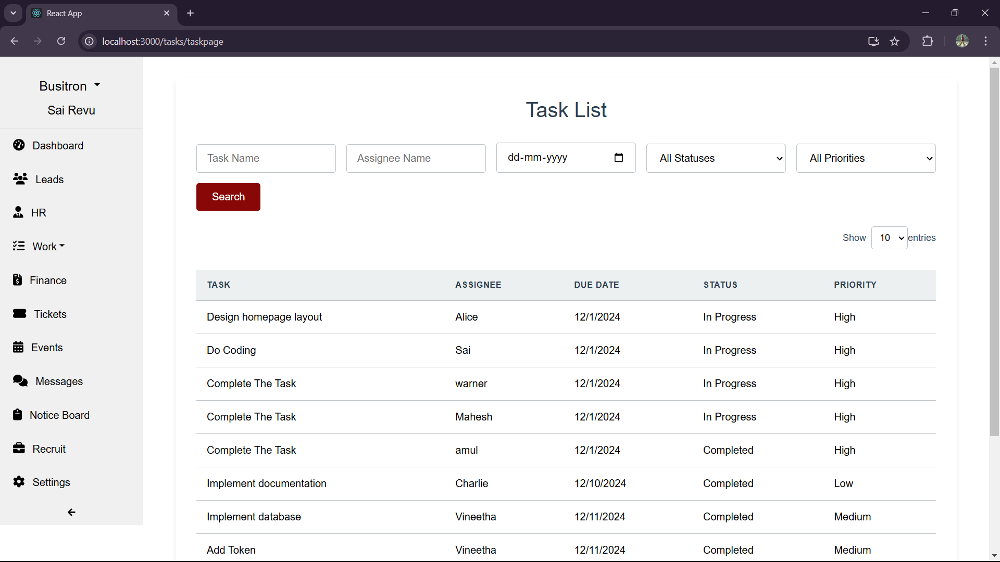 React App
localhost:3000/tasks/taskpage
Busitron
Sai Revu
Dashboard
Leads
HR
Work
Finance
Tickets
Events
Messages
Notice Board
Recruit
Settings
Task List
Task Name Assignee Name dd-mm-yyyy All Statuses All Priorities
Search
Show 10 entries
TASK ASSIGNEE DUE DATE STATUS PRIORITY
Design homepage layout Alice 12/1/2024 In Progress High
Do Coding Sai 12/1/2024 In Progress High
Complete The Task warner 12/1/2024 In Progress High
Complete The Task Mahesh 12/1/2024 In Progress High
Complete The Task amul 12/1/2024 Completed High
Implement documentation Charlie 12/10/2024 Completed Low
Implement database Vineetha 12/11/2024 Completed Medium
Add Token Vineetha 12/11/2024 Completed Medium